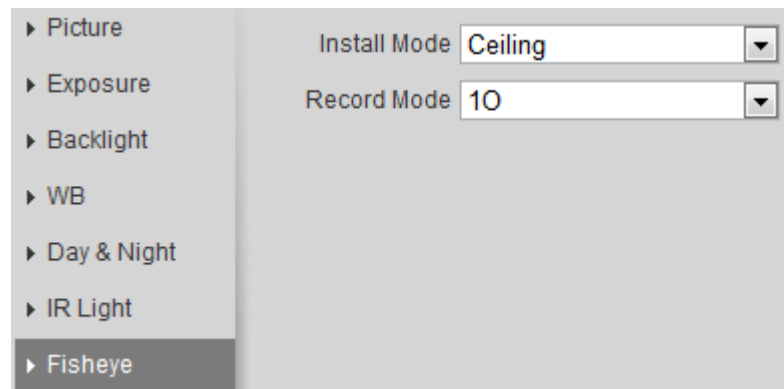 Picture
Exposure
Backlight
WB
Day & Night
IR Light
Fisheye
Install Mode Ceiling
Record Mode 1O